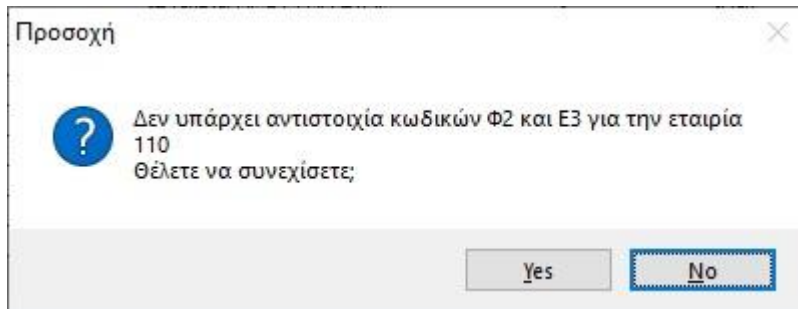 Προσοχή
Δεν υπάρχει αντιστοιχία κωδικών Φ2 και Ε3 για την εταιρία
110
Θέλετε να συνεχίσετε;
Yes
No